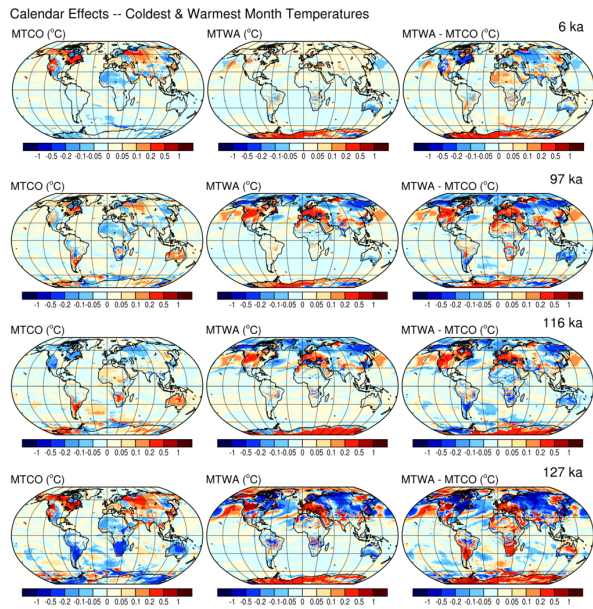 Calendar Effects -- Coldest & Warmest Month Temperatures
6 ka
MTCO (°C) MTWA (°C) MTWA - MTCO (°C)
-1 -0.5-0.2 -0.1-0.05 0 0.05 0.1 0.2 0.5 1 -1 -0.5-0.2 -0.1-0.05 0 0.05 0.1 0.2 0.5 1 -1 -0.5-0.2 -0.1-0.05 0 0.05 0.1 0.2 0.5 1
97 ka
MTCO (°C) MTWA (°C) MTWA - MTCO (°C)
-1 -0.5-0.2 -0.1-0.05 0 0.05 0.1 0.2 0.5 1 -1 -0.5-0.2 -0.1-0.05 0 0.05 0.1 0.2 0.5 1 -1 -0.5-0.2 -0.1-0.05 0 0.05 0.1 0.2 0.5 1
116 ka
MTCO (°C) MTWA (°C) MTWA - MTCO (°C)
-1 -0.5-0.2 -0.1-0.05 0 0.05 0.1 0.2 0.5 1 -1 -0.5-0.2 -0.1-0.05 0 0.05 0.1 0.2 0.5 1 -1 -0.5-0.2 -0.1-0.05 0 0.05 0.1 0.2 0.5 1
127 ka
MTCO (°C) MTWA (°C) MTWA - MTCO (°C)
-1 -0.5-0.2 -0.1-0.05 0 0.05 0.1 0.2 0.5 1 -1 -0.5-0.2 -0.1-0.05 0 0.05 0.1 0.2 0.5 1 -1 -0.5-0.2 -0.1-0.05 0 0.05 0.1 0.2 0.5 1